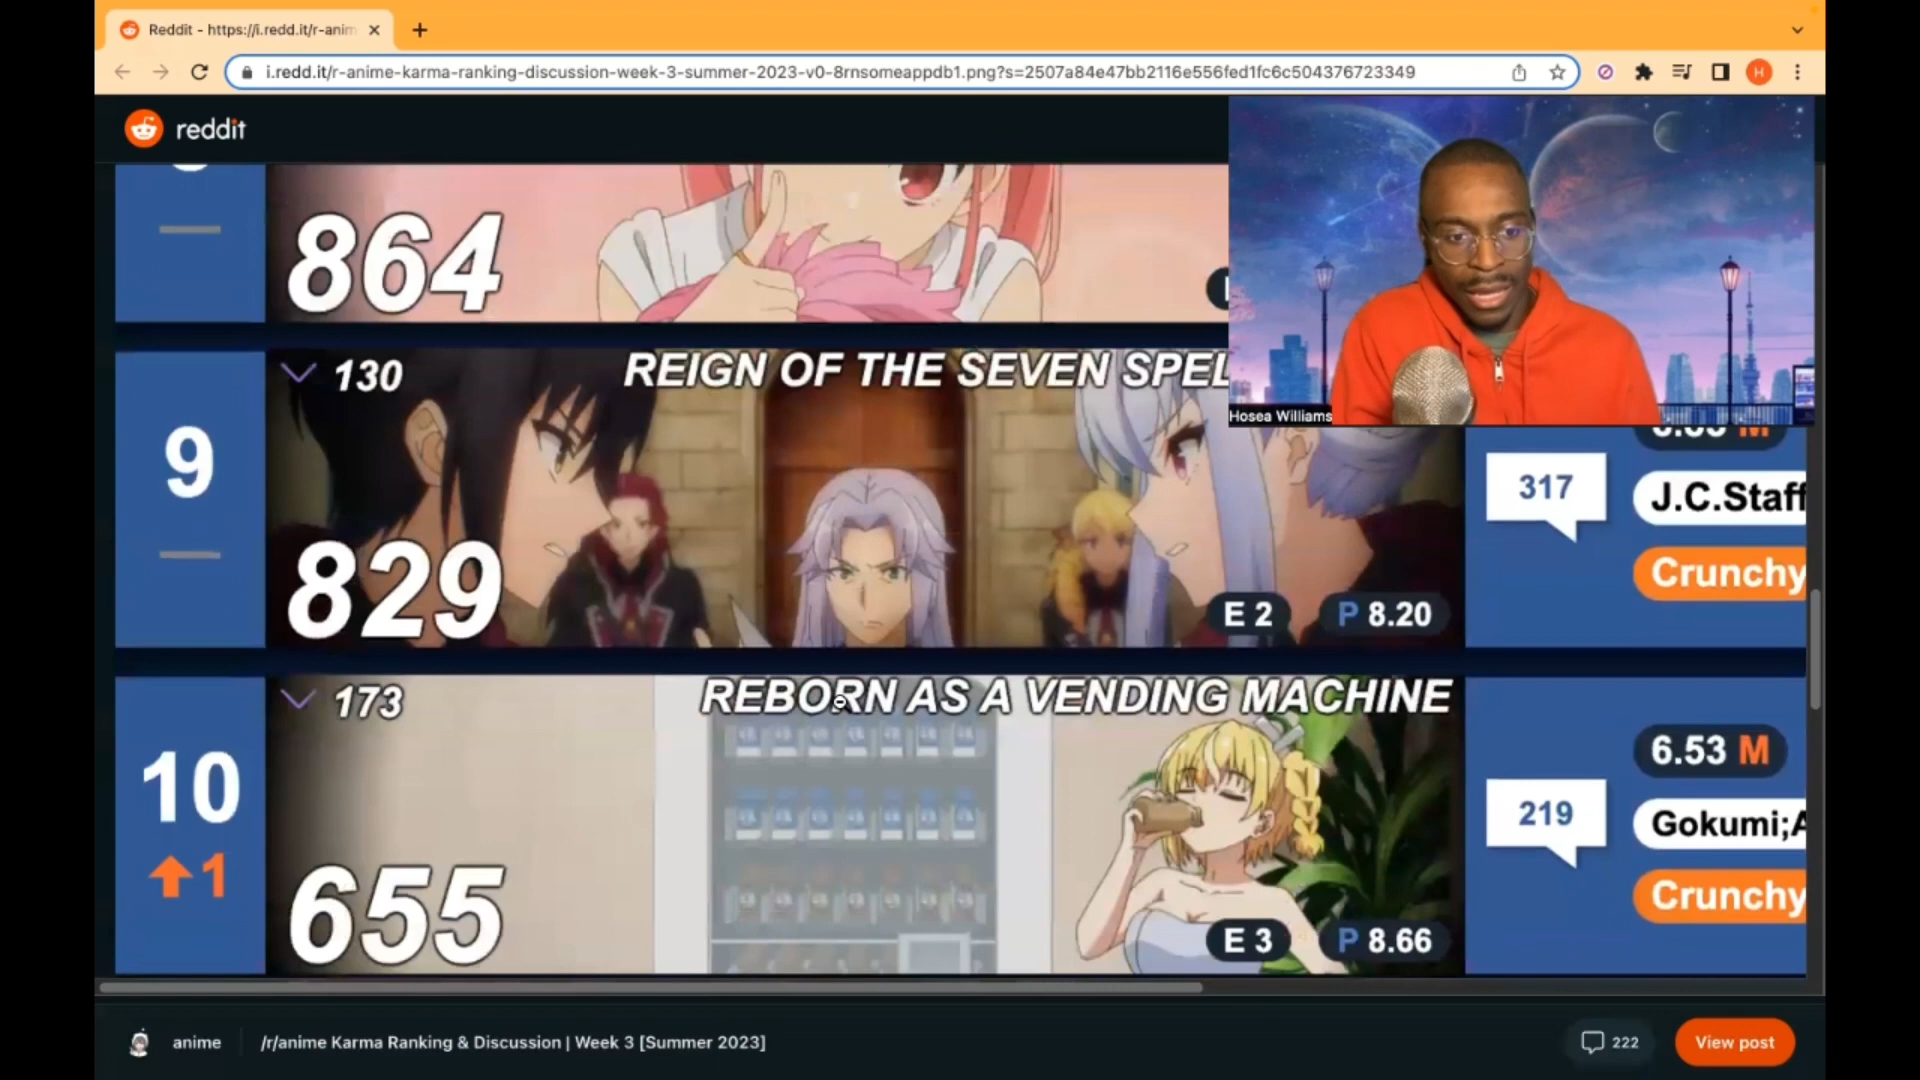 Reddit - https://i.redd.it/r-anim
i.redd.it/r-anime-karma-ranking-discussion-week-3-summer-2023-v0-8rnsomeappdb1.png?s=2507a84e47bb2116e556fed1fc6c504376723349
H
reddit
864
Hosea Williams
130
REIGN OF THE SEVEN SPEL
9
829
E 2
P 8.20
317
J.C.Staff
Crunchy
173
REBORN AS A VENDING MACHINE
10
1
655
E 3
P 8.66
219
6.53 M
Gokumi;A
Crunchy
anime
/r/anime Karma Ranking & Discussion | Week 3 [Summer 2023]
222
View post